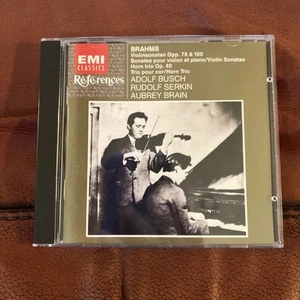 EMI
CLASSICS
Références
BRAHMS
Violinsonaten Opp. 78 & 100
Sonates pour violon et piano/Violin Sonatas
Horn trio Op. 40
Trio pour cor/Horn Trio
ADOLF BUSCH
RUDOLF SERKIN
AUBREY BRAIN